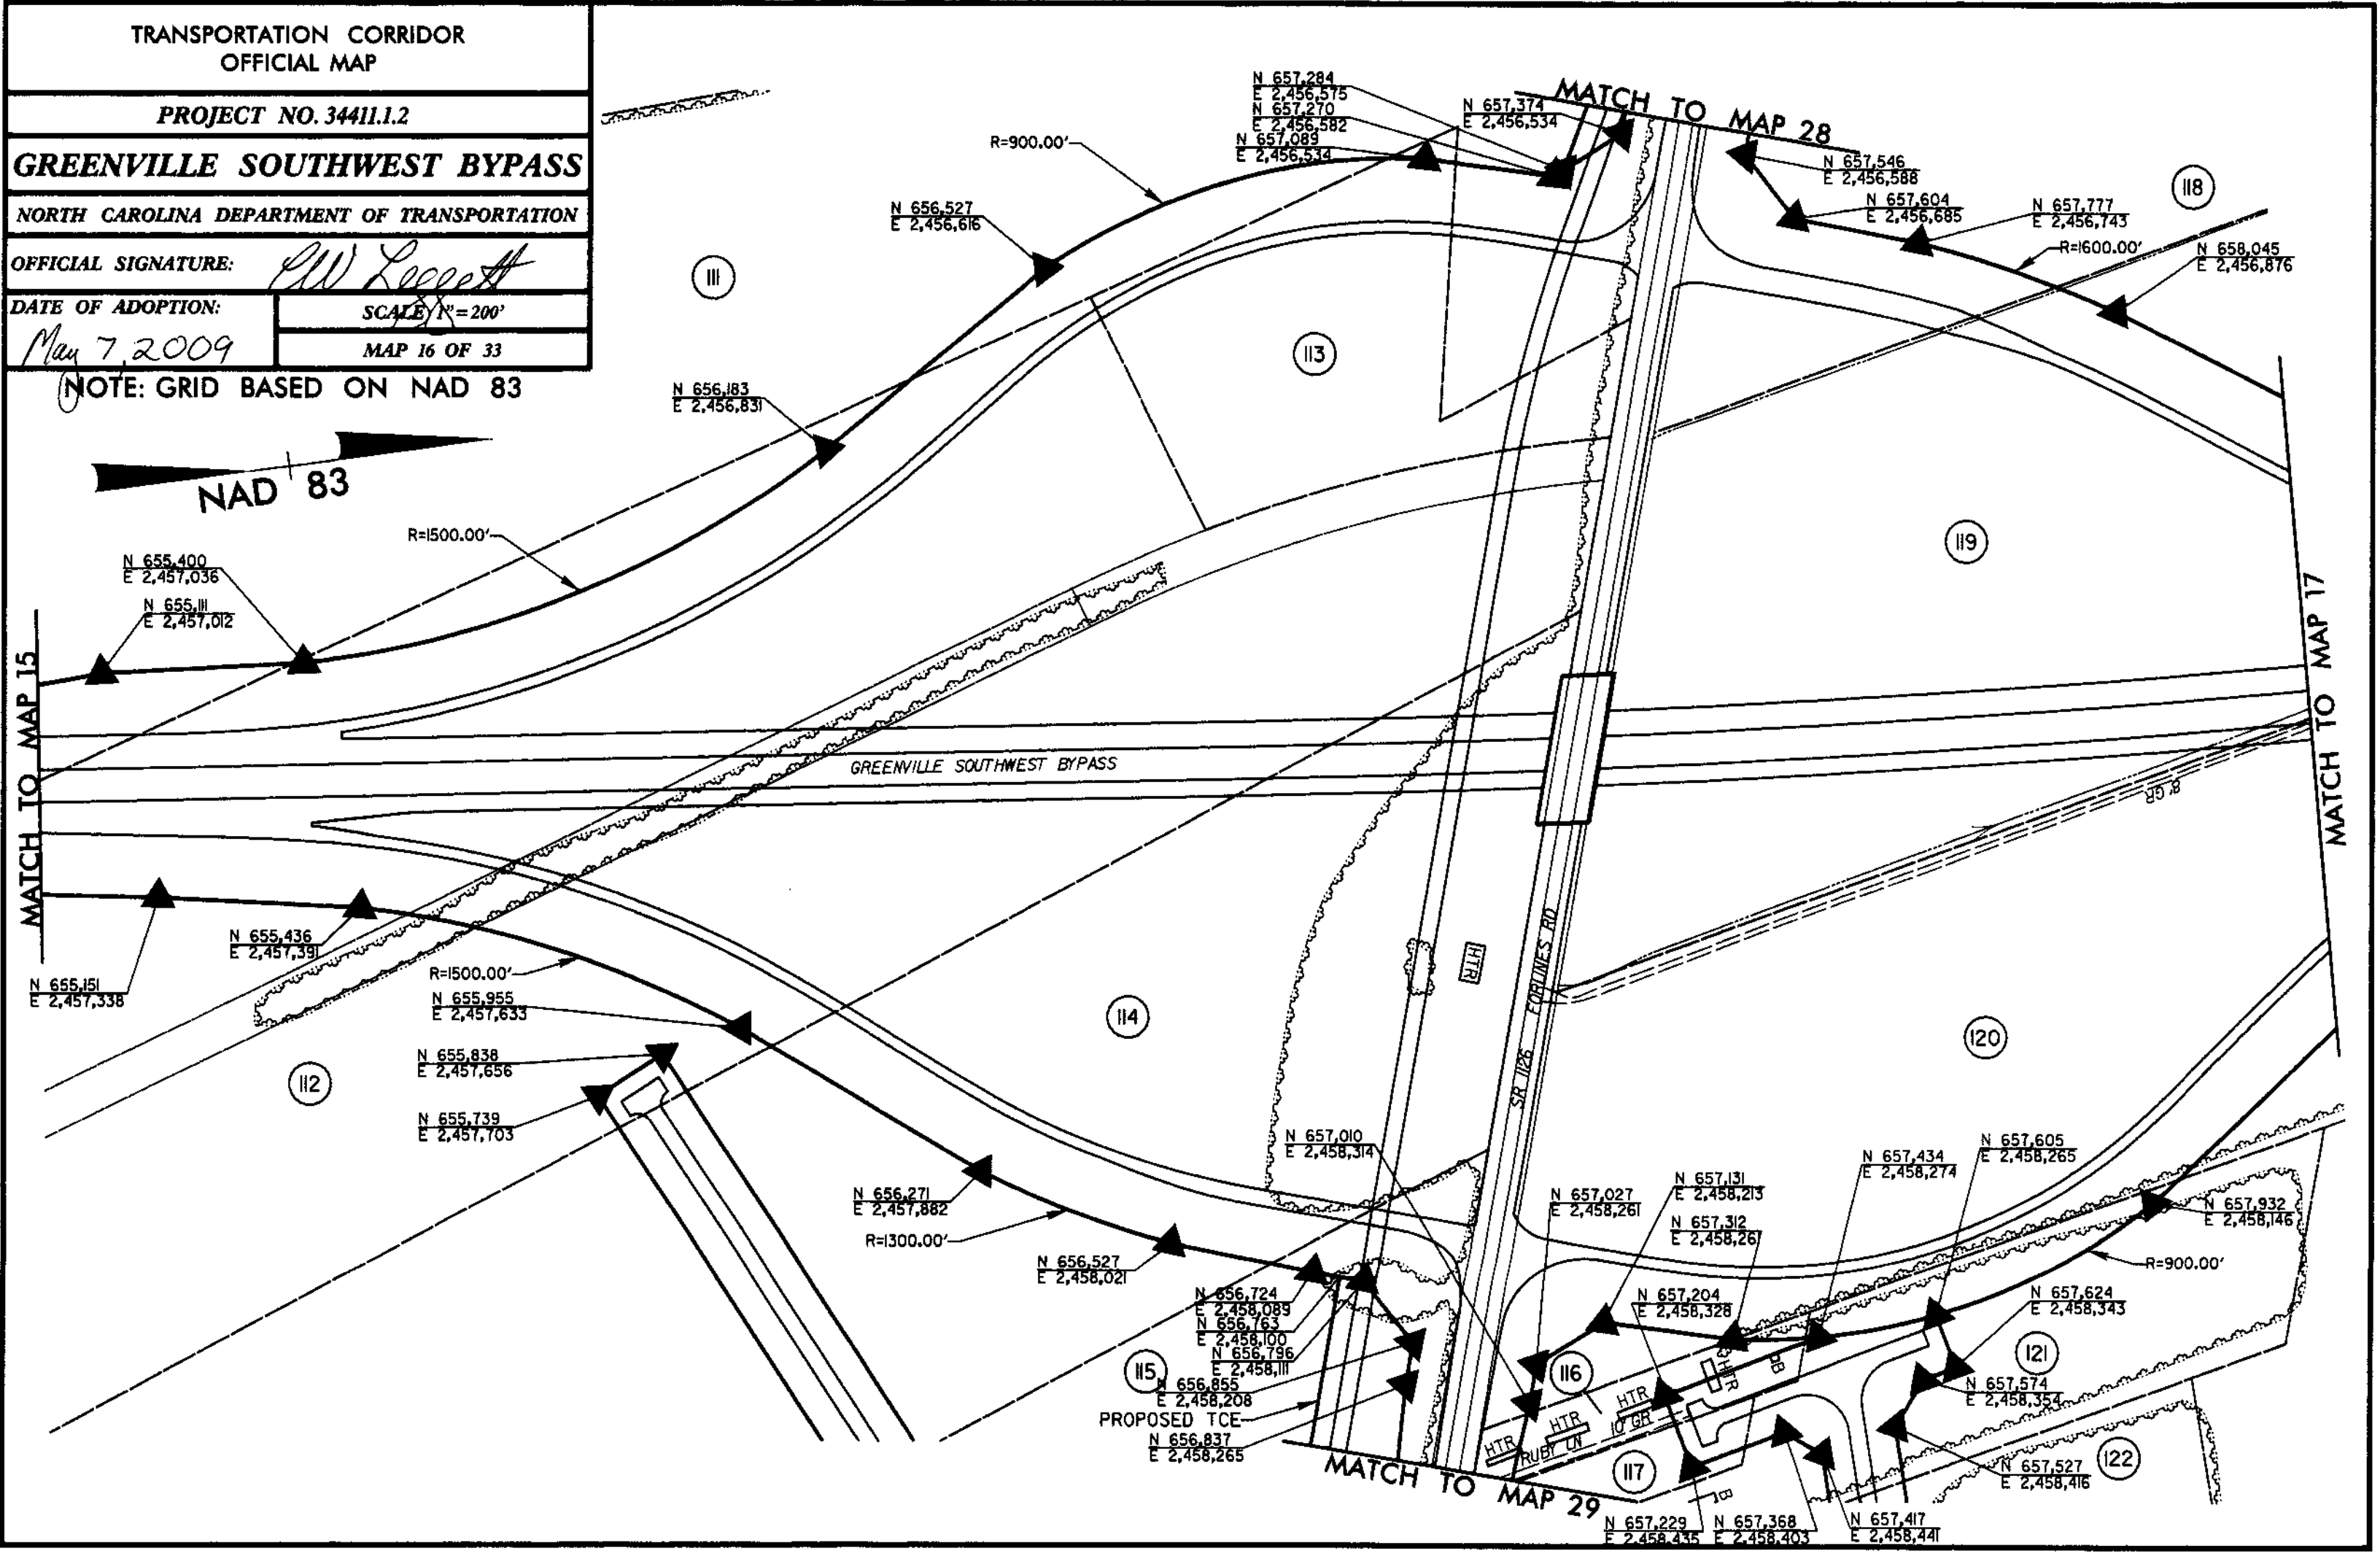 TRANSPORTATION CORRIDOR
OFFICIAL MAP
PROJECT NO. 34411.1.2
GREENVILLE SOUTHWEST BYPASS
NORTH CAROLINA DEPARTMENT OF TRANSPORTATION
OFFICIAL SIGNATURE:
DATE OF ADOPTION:
May 7, 2009
SCALE 1"=200'
MAP 16 OF 33
NOTE: GRID BASED ON NAD 83
NAD 83
MATCH TO MAP 28
N 657,284
E 2,456,575
N 657,270
E 2,456,582
N 657,089
E 2,456,534
N 657,374
E 2,456,534
R=900.00'
N 656,527
E 2,456,616
N 657,546
E 2,456,588
N 657,604
E 2,456,685
N 657,777
E 2,456,743
R=1600.00'
N 658,045
E 2,456,876
118
111
113
N 656,183
E 2,456,831
R=1500.00'
N 655,400
E 2,457,036
N 655,111
E 2,457,012
119
MATCH TO MAP 15
MATCH TO MAP 17
GREENVILLE SOUTHWEST BYPASS
8' GR
HTR
SR 1126 FORLINES RD
N 655,436
E 2,457,391
N 655,151
E 2,457,338
R=1500.00'
N 655,955
E 2,457,633
N 655,838
E 2,457,656
N 655,739
E 2,457,703
112
114
120
N 657,010
E 2,458,314
N 656,271
E 2,457,882
R=1300.00'
N 656,527
E 2,458,021
N 656,724
E 2,458,089
N 656,763
E 2,458,100
N 656,796
E 2,458,111
115
N 656,855
E 2,458,208
PROPOSED TCE
N 656,837
E 2,458,265
N 657,027
E 2,458,261
N 657,131
E 2,458,213
N 657,312
E 2,458,267
N 657,204
E 2,458,328
N 657,434
E 2,458,274
N 657,605
E 2,458,265
N 657,932
E 2,458,146
R=900.00'
N 657,624
E 2,458,343
121
N 657,574
E 2,458,354
116
HTR
HTR
HTR
HTR
10 GR
RUBY LN
117
122
N 657,527
E 2,458,416
MATCH TO MAP 29
N 657,229
E 2,458,435
N 657,368
E 2,458,403
N 657,417
E 2,458,441